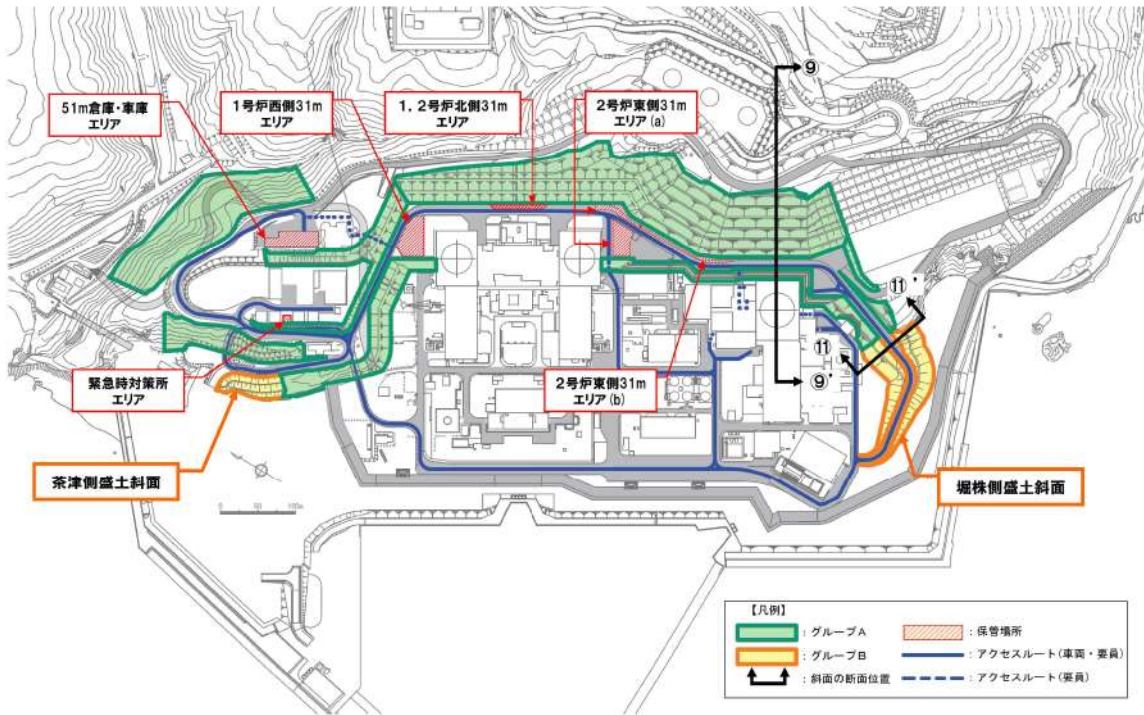 51m倉庫・車庫
エリア
1号炉西側31m
エリア
1，2号炉北側31m
エリア
2号炉東側31m
エリア(a)
⑨
⑪'
⑪
⑨'
緊急時対策所
エリア
2号炉東側31m
エリア(b)
茶津側盛土斜面
堀株側盛土斜面
【凡例】
：グループA
：保管場所
：グループB
：アクセスルート(車両・要員)
：斜面の断面位置
：アクセスルート(要員)